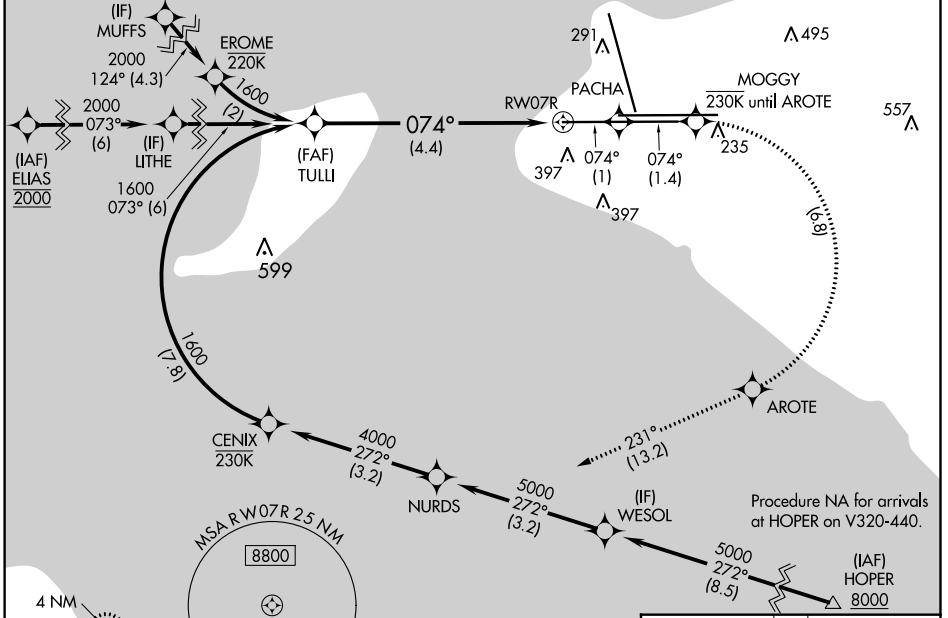 (IF)
MUFFS
2000
124° (4.3)
EROME
220K
1600
(2)
2000
073°
(6)
(IAF)
ELIAS
2000
(IF)
LITHE
1600
073° (6)
(FAF)
TULLI
074°
(4.4)
RW07R
PACHA
MOGGY
230K until AROTE
291
495
557
235
397
397
074°
(1)
074°
(1.4)
(6.8)
599
1600
(7.8)
CENIX
230K
4000
272°
(3.2)
NURDS
5000
272°
(3.2)
(IF)
WESOL
5000
272°
(8.5)
(IAF)
HOPER
8000
AROTE
231°
(13.2)
Procedure NA for arrivals
at HOPER on V320-440.
MSA RW07R 25 NM
8800
4 NM